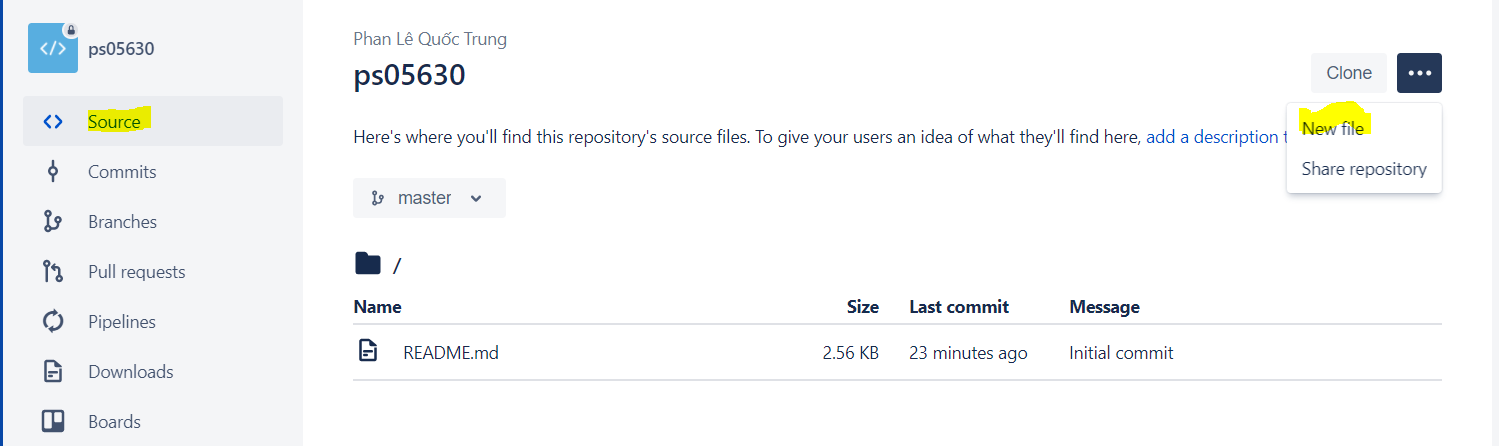 ps05630
Source
Commits
Branches
Pull requests
Pipelines
Downloads
Boards
Phan Lê Quốc Trung
ps05630
Clone
New file
Share repository
Here's where you'll find this repository's source files. To give your users an idea of what they'll find here, add a description
master
/
Name Size Last commit Message
README.md 2.56 KB 23 minutes ago Initial commit